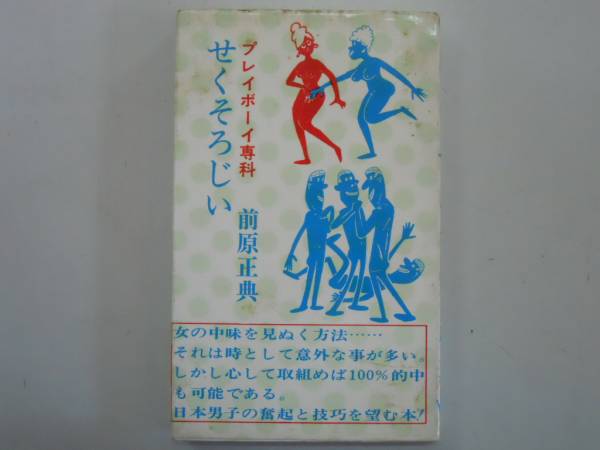 プレイボーイ専科
せくそろじい
前原正典
女の中味を見ぬく方法……
それは時として意外な事が多い。
しかし心して取組めば100%的中
も可能である。
日本男子の奮起と技巧を望む本!